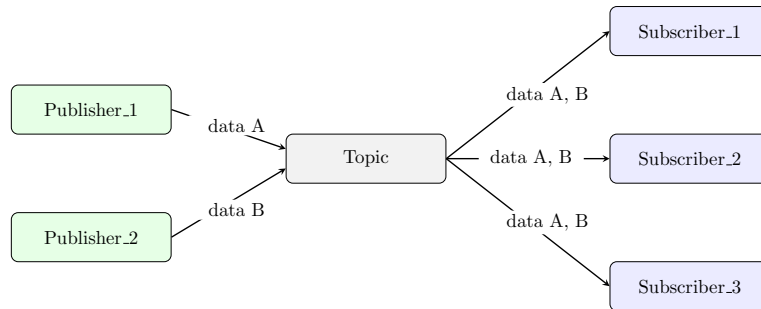 Publisher_1
Publisher_2
data A
data B
Topic
data A, B
data A, B
data A, B
Subscriber_1
Subscriber_2
Subscriber_3